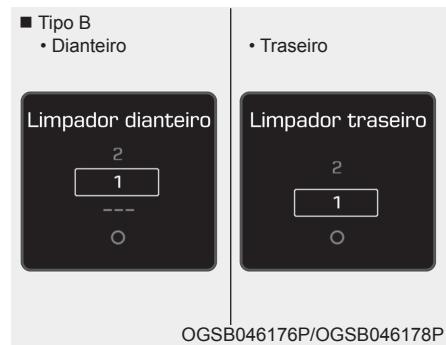 ■ Tipo B
• Dianteiro
• Traseiro
Limpador dianteiro
2
1
---
O
Limpador traseiro
2
1
O
OGSB046176P/OGSB046178P